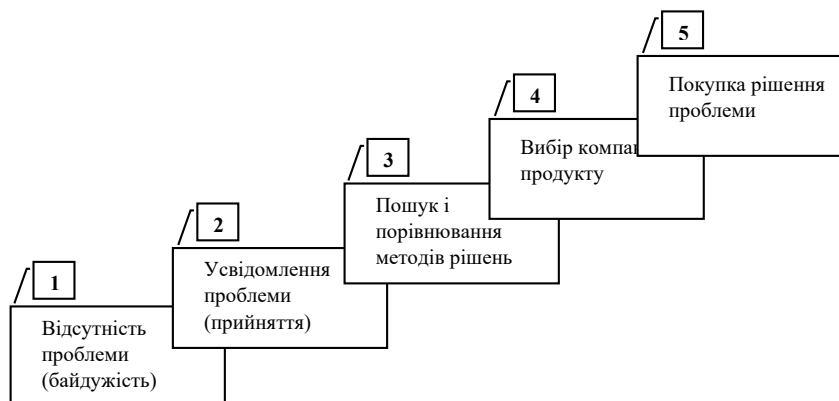 1
Відсутність
проблеми
(байдужість)
2
Усвідомлення
проблеми
(прийняття)
3
Пошук і
порівнювання
методів рішень
4
Вибір
продукту
5
Покупка рішення
проблеми